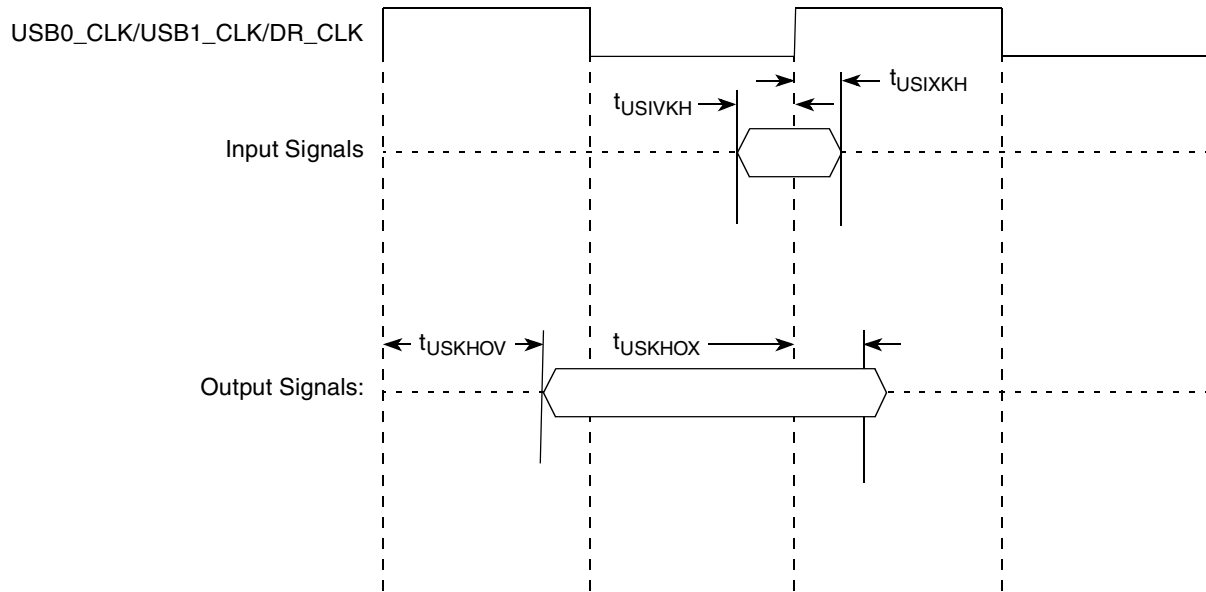 USB0_CLK/USB1_CLK/DR_CLK
tUSIXKH
tUSIVKH
Input Signals
tUSKHOV
tUSKHOX
Output Signals: